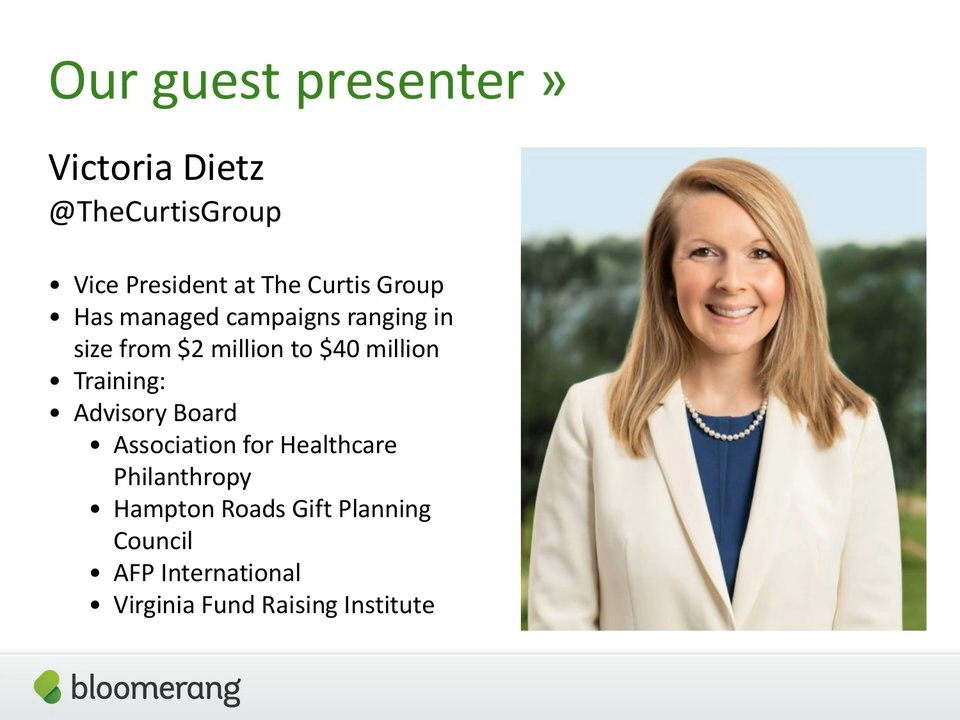 Our guest presenter »
Victoria Dietz
@TheCurtisGroup
• Vice President at The Curtis Group
• Has managed campaigns ranging in
size from $2 million to $40 million
• Training:
• Advisory Board
• Association for Healthcare
Philanthropy
• Hampton Roads Gift Planning
Council
• AFP International
• Virginia Fund Raising Institute
bloomerang